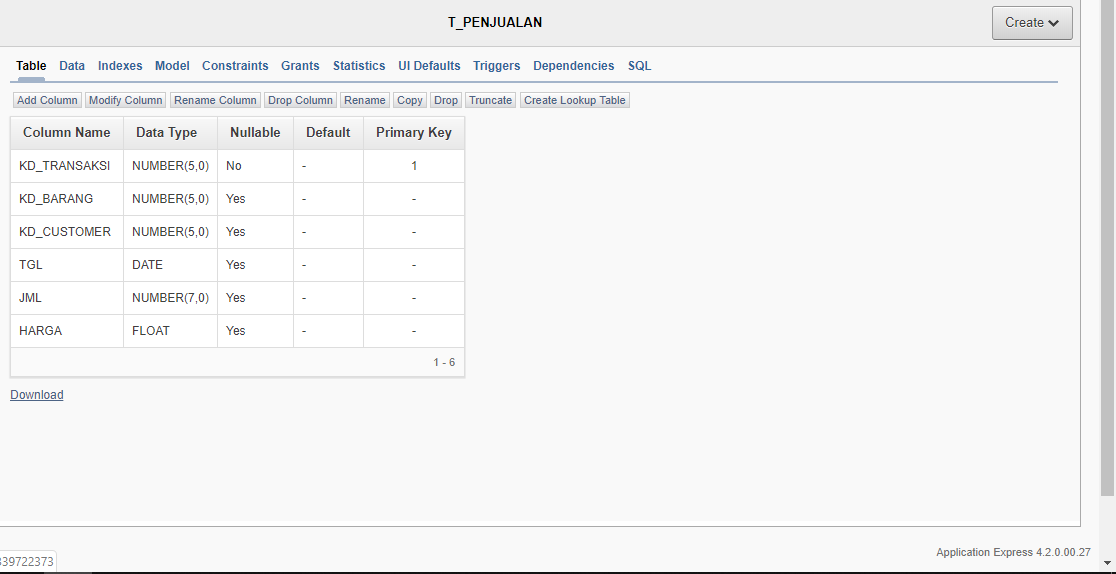 T_PENJUALAN
Create
Table Data Indexes Model Constraints Grants Statistics UI Defaults Triggers Dependencies SQL
Add Column Modify Column Rename Column Drop Column Rename Copy Drop Truncate Create Lookup Table
Column Name Data Type Nullable Default Primary Key
KD_TRANSAKSI NUMBER(5,0) No - 1
KD_BARANG NUMBER(5,0) Yes - -
KD_CUSTOMER NUMBER(5,0) Yes - -
TGL DATE Yes - -
JML NUMBER(7,0) Yes - -
HARGA FLOAT Yes - -
1 - 6
Download
Application Express 4.2.0.00.27
39722373